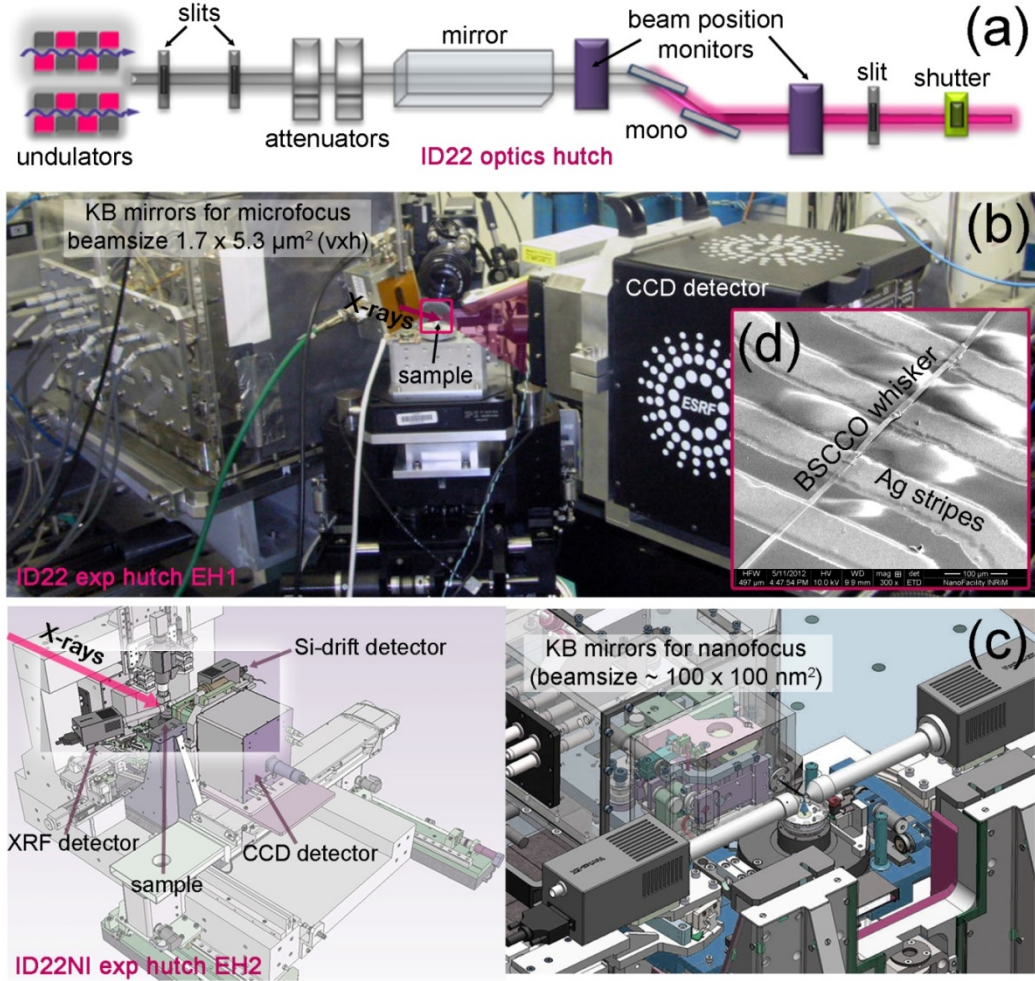 (a)
slits
mirror
beam position
monitors
slit
shutter
undulators
attenuators
mono
ID22 optics hutch
KB mirrors for microfocus
beamsize 1.7 x 5.3 µm² (vxh)
(b)
X-rays
sample
CCD detector
ESRF
(d)
BSCCO whisker
Ag stripes
HFW 5/11/2012 HV WD mag det 100 µm
497 µm 4:47:54 PM 10.0 kV 9.9 mm 300 x ETD NanoFacility INRiM
ID22 exp hutch EH1
X-rays
Si-drift detector
XRF detector
CCD detector
sample
ID22NI exp hutch EH2
KB mirrors for nanofocus
(beamsize ~ 100 x 100 nm²)
(c)